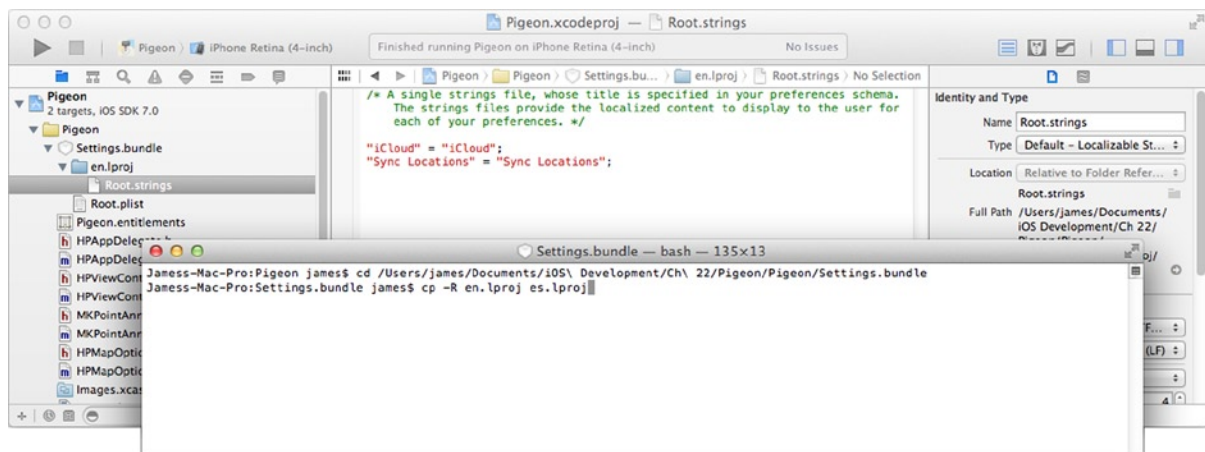 Pigeon.xcodeproj — Root.strings
Pigeon › iPhone Retina (4-inch)
Finished running Pigeon on iPhone Retina (4-inch)
No Issues
Pigeon › Pigeon › Settings.bu... › en.lproj › Root.strings › No Selection
Pigeon
2 targets, iOS SDK 7.0
Pigeon
Settings.bundle
en.lproj
Root.strings
Root.plist
Pigeon.entitlements
h HPAppDelegate.h
m HPAppDele
h HPViewCont
m HPViewCont
h MKPointAnn
m MKPointAnn
h HPMapOptic
m HPMapOptic
Images.xcas
/* A single strings file, whose title is specified in your preferences schema.
The strings files provide the localized content to display to the user for
each of your preferences. */
"iCloud" = "iCloud";
"Sync Locations" = "Sync Locations";
Identity and Type
Name Root.strings
Type Default - Localizable St...
Location Relative to Folder Refer...
Root.strings
Full Path /Users/james/Documents/
iOS Development/Ch 22/
Pigeon/Pigeon/
oj/
F...
(LF)
4
Settings.bundle — bash — 135×13
Jamess-Mac-Pro:Pigeon james$ cd /Users/james/Documents/iOS\ Development/Ch\ 22/Pigeon/Pigeon/Settings.bundle
Jamess-Mac-Pro:Settings.bundle james$ cp -R en.lproj es.lproj